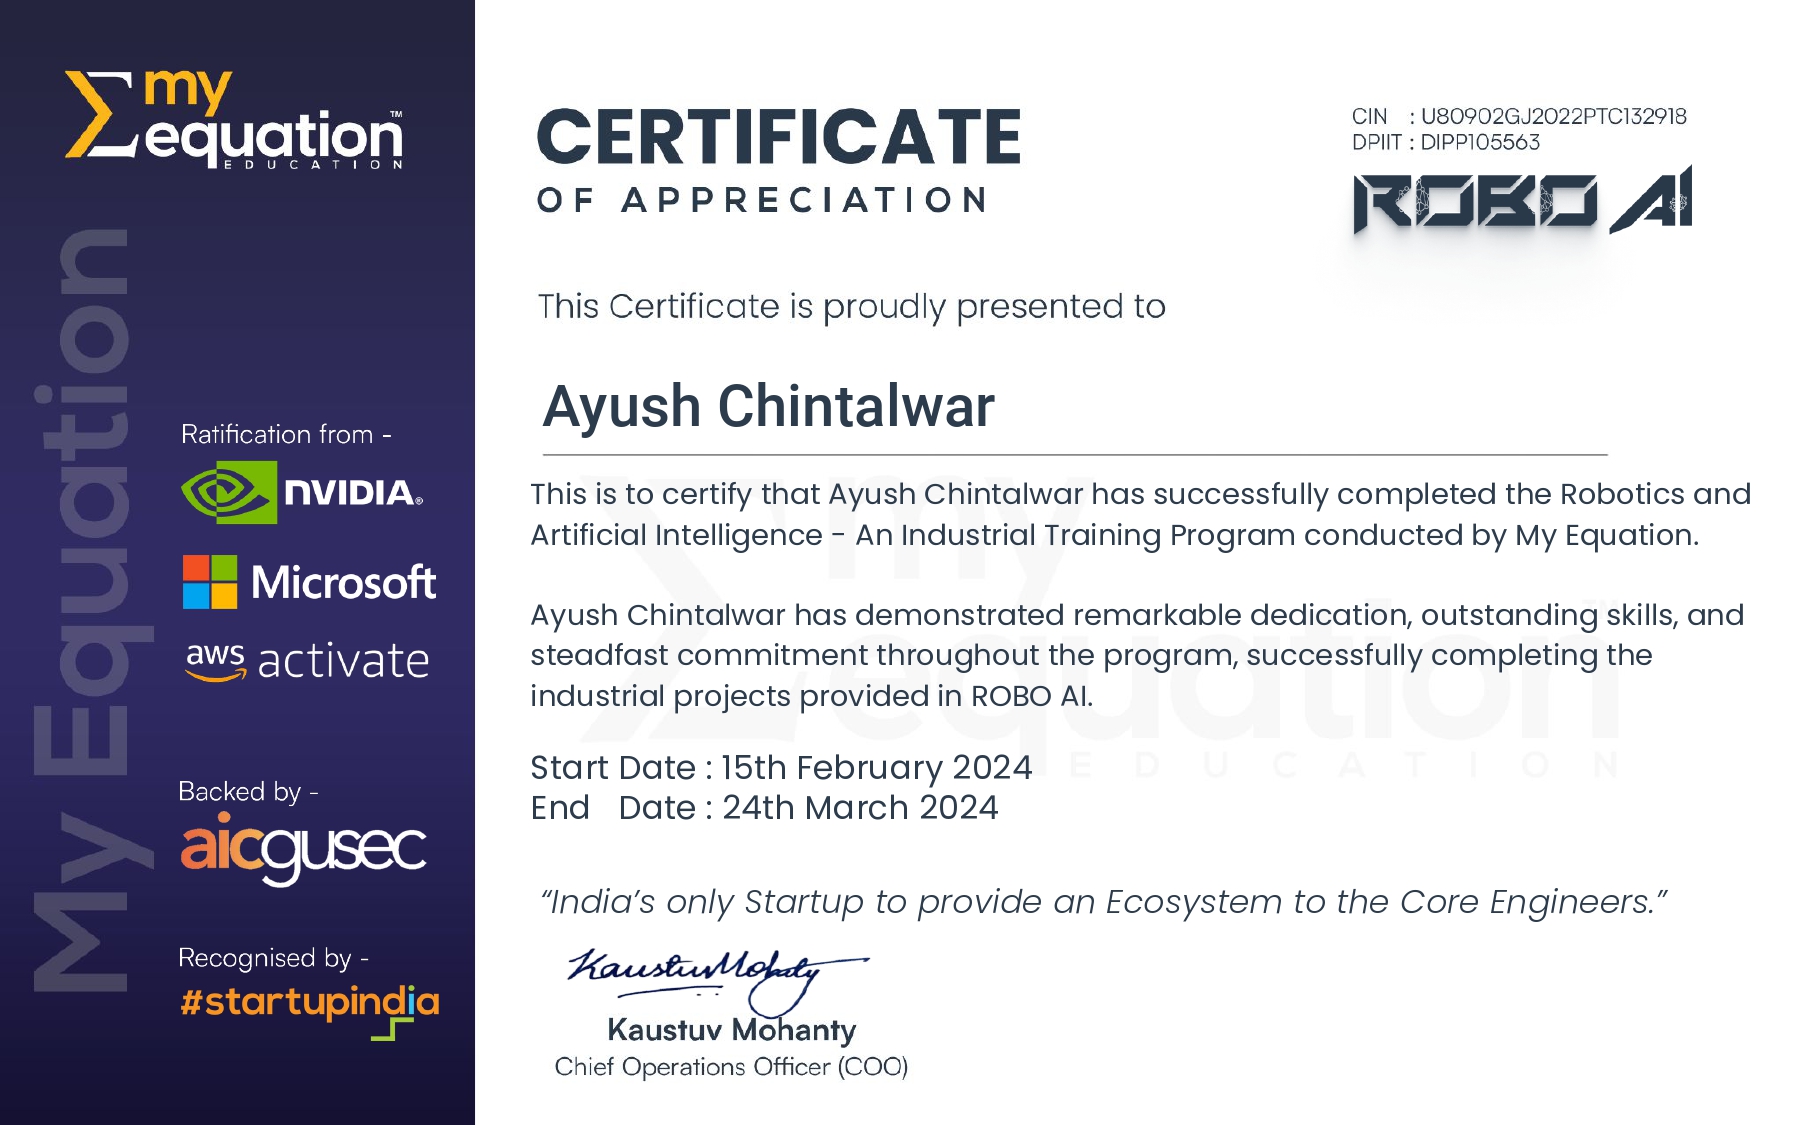 my
equation™
EDUCATION
My Equation
Ratification from -
NVIDIA®
Microsoft
aws activate
Backed by -
aicgusec
Recognised by -
#startupindia
CERTIFICATE
OF APPRECIATION
CIN : U80902GJ2022PTC132918
DPIIT : DIPP105563
ROBO AI
This Certificate is proudly presented to
Ayush Chintalwar
This is to certify that Ayush Chintalwar has successfully completed the Robotics and
Artificial Intelligence - An Industrial Training Program conducted by My Equation.
Ayush Chintalwar has demonstrated remarkable dedication, outstanding skills, and
steadfast commitment throughout the program, successfully completing the
industrial projects provided in ROBO AI.
my
equation™
EDUCATION
Start Date : 15th February 2024
End Date : 24th March 2024
“India’s only Startup to provide an Ecosystem to the Core Engineers.”
Kaustuv Mohanty
Kaustuv Mohanty
Chief Operations Officer (COO)